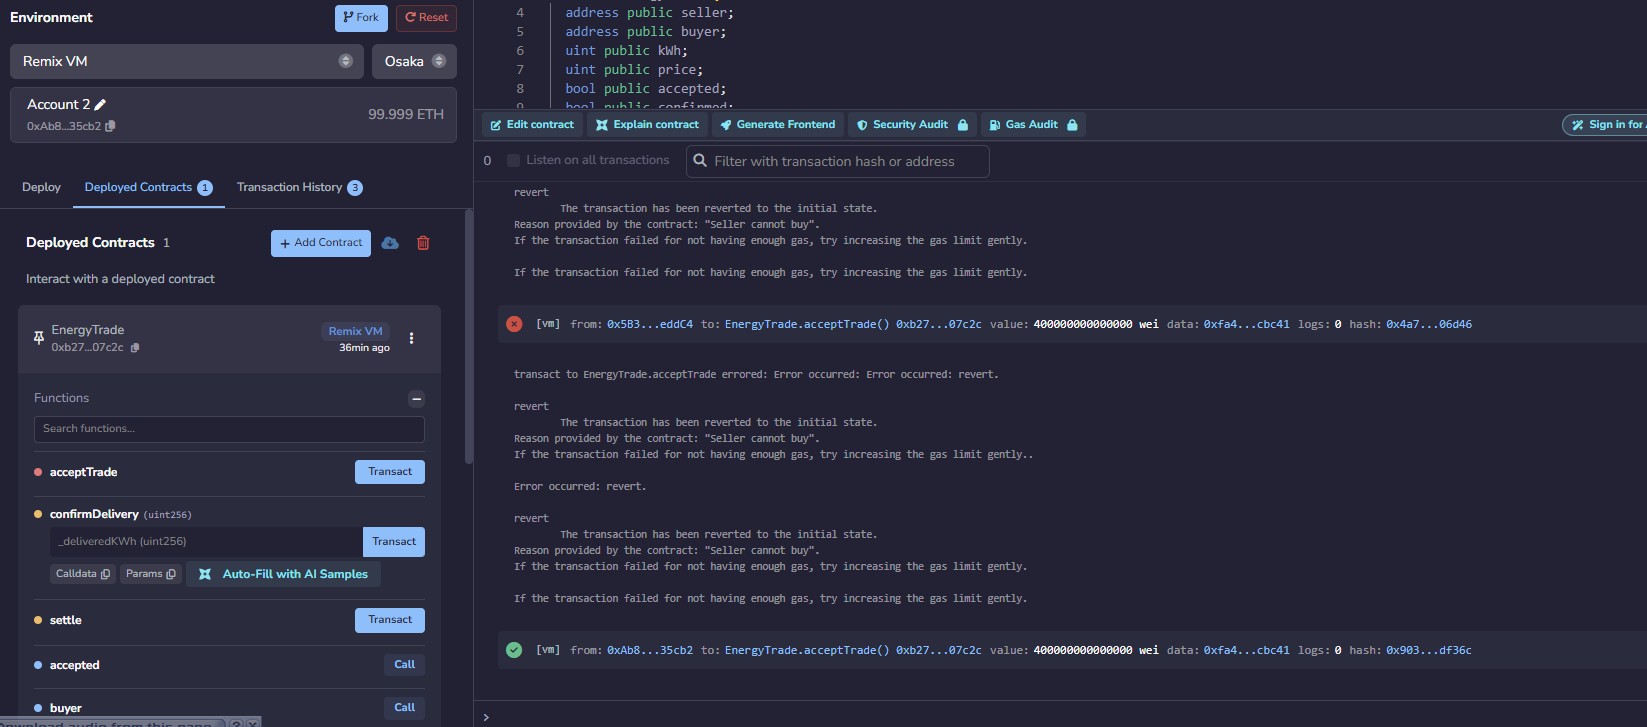 Environment
Fork
Reset
Remix VM
Osaka
Account 2
0xAb8...35cb2
99.999 ETH
Deploy
Deployed Contracts 1
Transaction History 3
Deployed Contracts 1
Add Contract
Interact with a deployed contract
EnergyTrade
0xb27...07c2c
Remix VM
36min ago
Functions
Search functions...
acceptTrade
Transact
confirmDelivery (uint256)
_deliveredKWh (uint256)
Transact
Calldata
Params
Auto-Fill with AI Samples
settle
Transact
accepted
Call
buyer
Call
Download audio from this page ? X
4 address public seller;
5 address public buyer;
6 uint public kWh;
7 uint public price;
8 bool public accepted;
9 bool public confirmed;
Edit contract
Explain contract
Generate Frontend
Security Audit
Gas Audit
Sign in for
0
Listen on all transactions
Filter with transaction hash or address
revert
The transaction has been reverted to the initial state.
Reason provided by the contract: "Seller cannot buy".
If the transaction failed for not having enough gas, try increasing the gas limit gently.
If the transaction failed for not having enough gas, try increasing the gas limit gently.
[vm] from: 0x5B3...eddC4 to: EnergyTrade.acceptTrade() 0xb27...07c2c value: 400000000000000 wei data: 0xfa4...cbc41 logs: 0 hash: 0x4a7...06d46
transact to EnergyTrade.acceptTrade errored: Error occurred: Error occurred: revert.
revert
The transaction has been reverted to the initial state.
Reason provided by the contract: "Seller cannot buy".
If the transaction failed for not having enough gas, try increasing the gas limit gently..
Error occurred: revert.
revert
The transaction has been reverted to the initial state.
Reason provided by the contract: "Seller cannot buy".
If the transaction failed for not having enough gas, try increasing the gas limit gently.
If the transaction failed for not having enough gas, try increasing the gas limit gently.
[vm] from: 0xAb8...35cb2 to: EnergyTrade.acceptTrade() 0xb27...07c2c value: 400000000000000 wei data: 0xfa4...cbc41 logs: 0 hash: 0x903...df36c
>